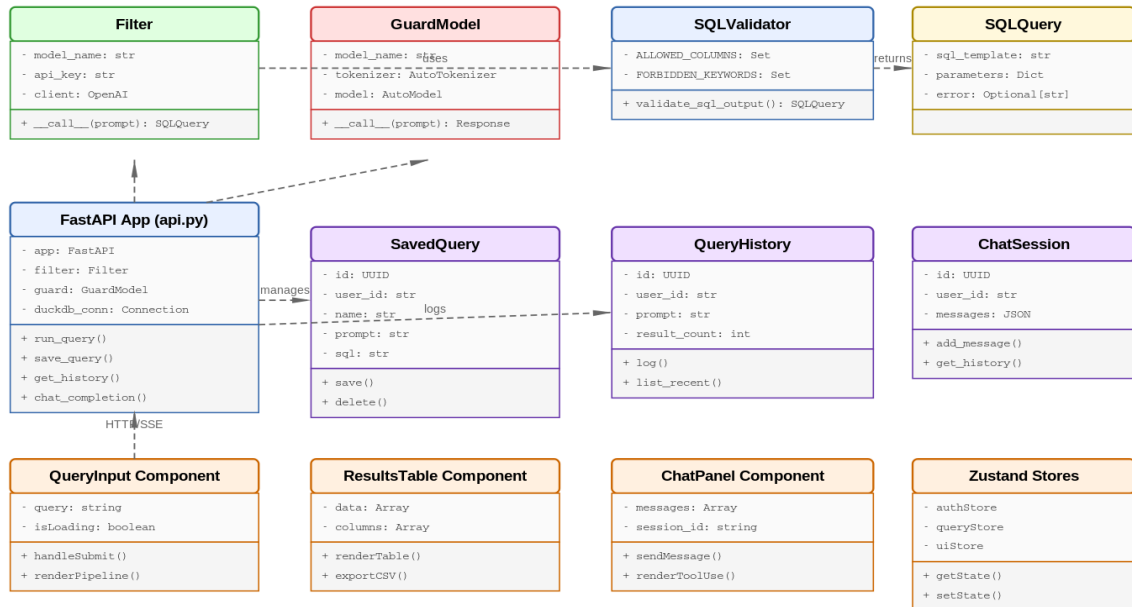 Filter
- model_name: str
- api_key: str
- client: OpenAI
+ __call__(prompt): SQLQuery
GuardModel
- model_name: str
- tokenizer: AutoTokenizer
- model: AutoModel
+ __call__(prompt): Response
uses
SQLValidator
- ALLOWED_COLUMNS: Set
- FORBIDDEN_KEYWORDS: Set
+ validate_sql_output(): SQLQuery
returns
SQLQuery
- sql_template: str
- parameters: Dict
- error: Optional[str]
FastAPI App (api.py)
- app: FastAPI
- filter: Filter
- guard: GuardModel
- duckdb_conn: Connection
+ run_query()
+ save_query()
+ get_history()
+ chat_completion()
manages
logs
SavedQuery
- id: UUID
- user_id: str
- name: str
- prompt: str
- sql: str
+ save()
+ delete()
QueryHistory
- id: UUID
- user_id: str
- prompt: str
- result_count: int
+ log()
+ list_recent()
ChatSession
- id: UUID
- user_id: str
- messages: JSON
+ add_message()
+ get_history()
HTTP/SSE
QueryInput Component
- query: string
- isLoading: boolean
+ handleSubmit()
+ renderPipeline()
ResultsTable Component
- data: Array
- columns: Array
+ renderTable()
+ exportCSV()
ChatPanel Component
- messages: Array
- session_id: string
+ sendMessage()
+ renderToolUse()
Zustand Stores
- authStore
- queryStore
- uiStore
+ getState()
+ setState()